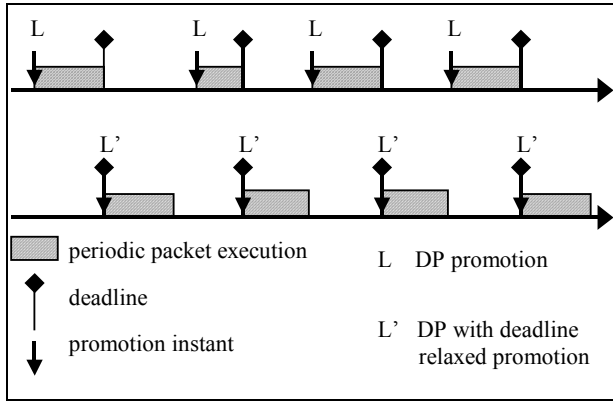 L L L L
L’ L’ L’ L’
periodic packet execution
deadline
promotion instant
L DP promotion
L’ DP with deadline
relaxed promotion